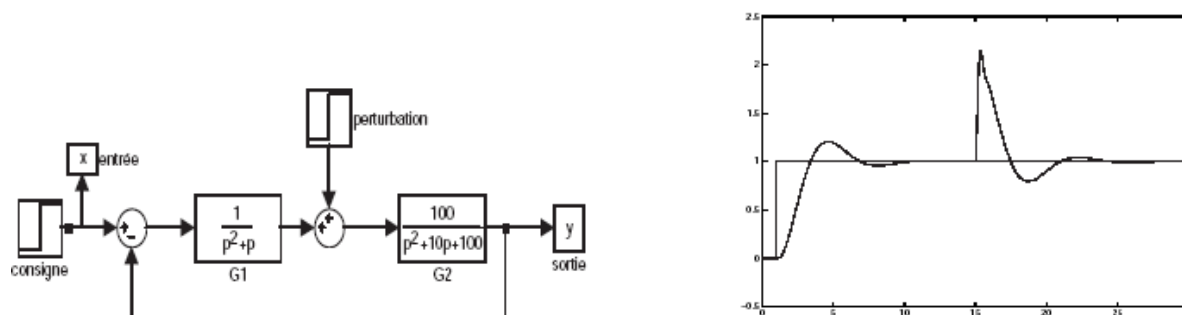 perturbation
x entrée
consigne
1
p²+p
G1
100
p²+10p+100
G2
y
sortie
2.5
2
1.5
1
0.5
0
-0.5
0 5 10 15 20 25